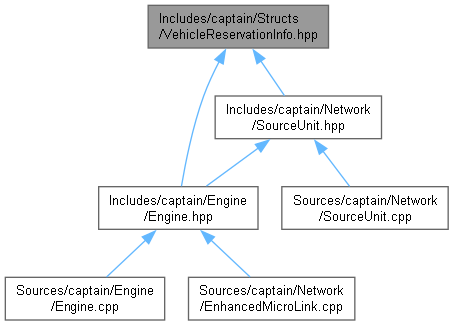 Includes/captain/Structs
/VehicleReservationInfo.hpp
Includes/captain/Network
/SourceUnit.hpp
Includes/captain/Engine
/Engine.hpp
Sources/captain/Network
/SourceUnit.cpp
Sources/captain/Engine
/Engine.cpp
Sources/captain/Network
/EnhancedMicroLink.cpp